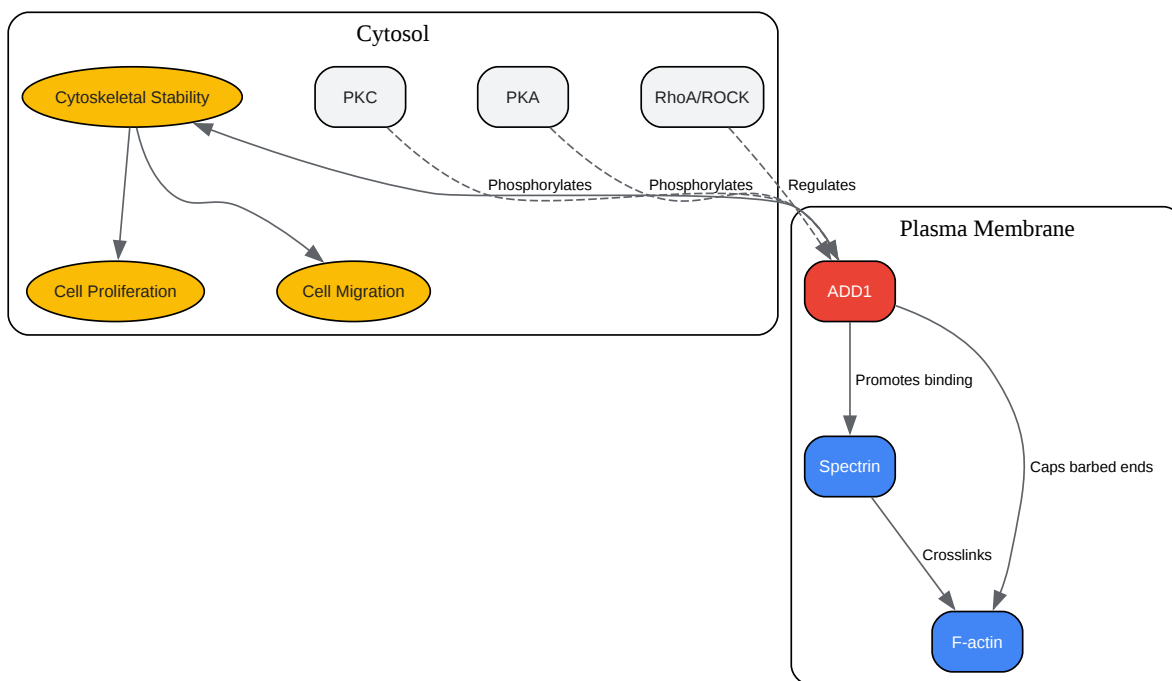 Cytosol
Cytoskeletal Stability
PKC
PKA
RhoA/ROCK
Phosphorylates
Phosphorylates
Regulates
Plasma Membrane
Cell Proliferation
Cell Migration
ADD1
Promotes binding
Spectrin
Caps barbed ends
Crosslinks
F-actin